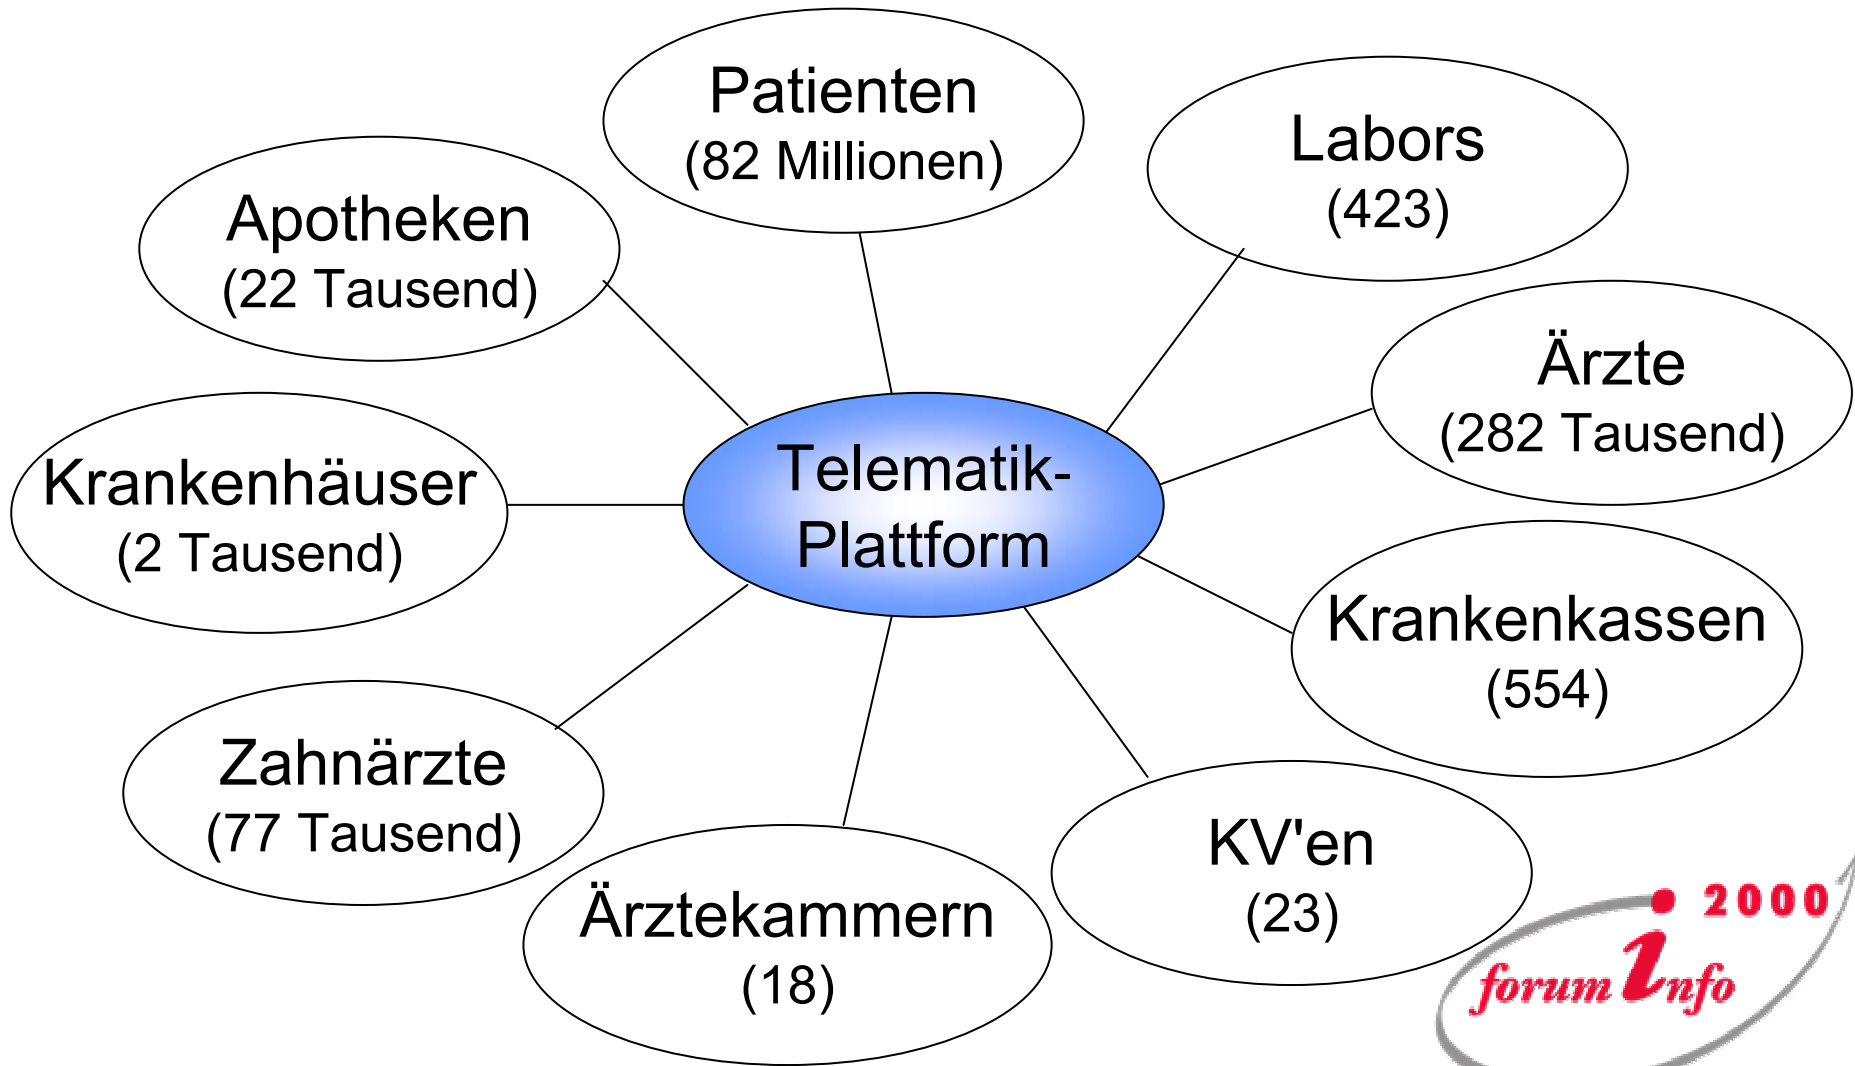 Patienten
(82 Millionen)
Labors
(423)
Apotheken
(22 Tausend)
Ärzte
(282 Tausend)
Krankenhäuser
(2 Tausend)
Telematik-
Plattform
Krankenkassen
(554)
Zahnärzte
(77 Tausend)
KV'en
(23)
Ärztekammern
(18)
2000
forum info